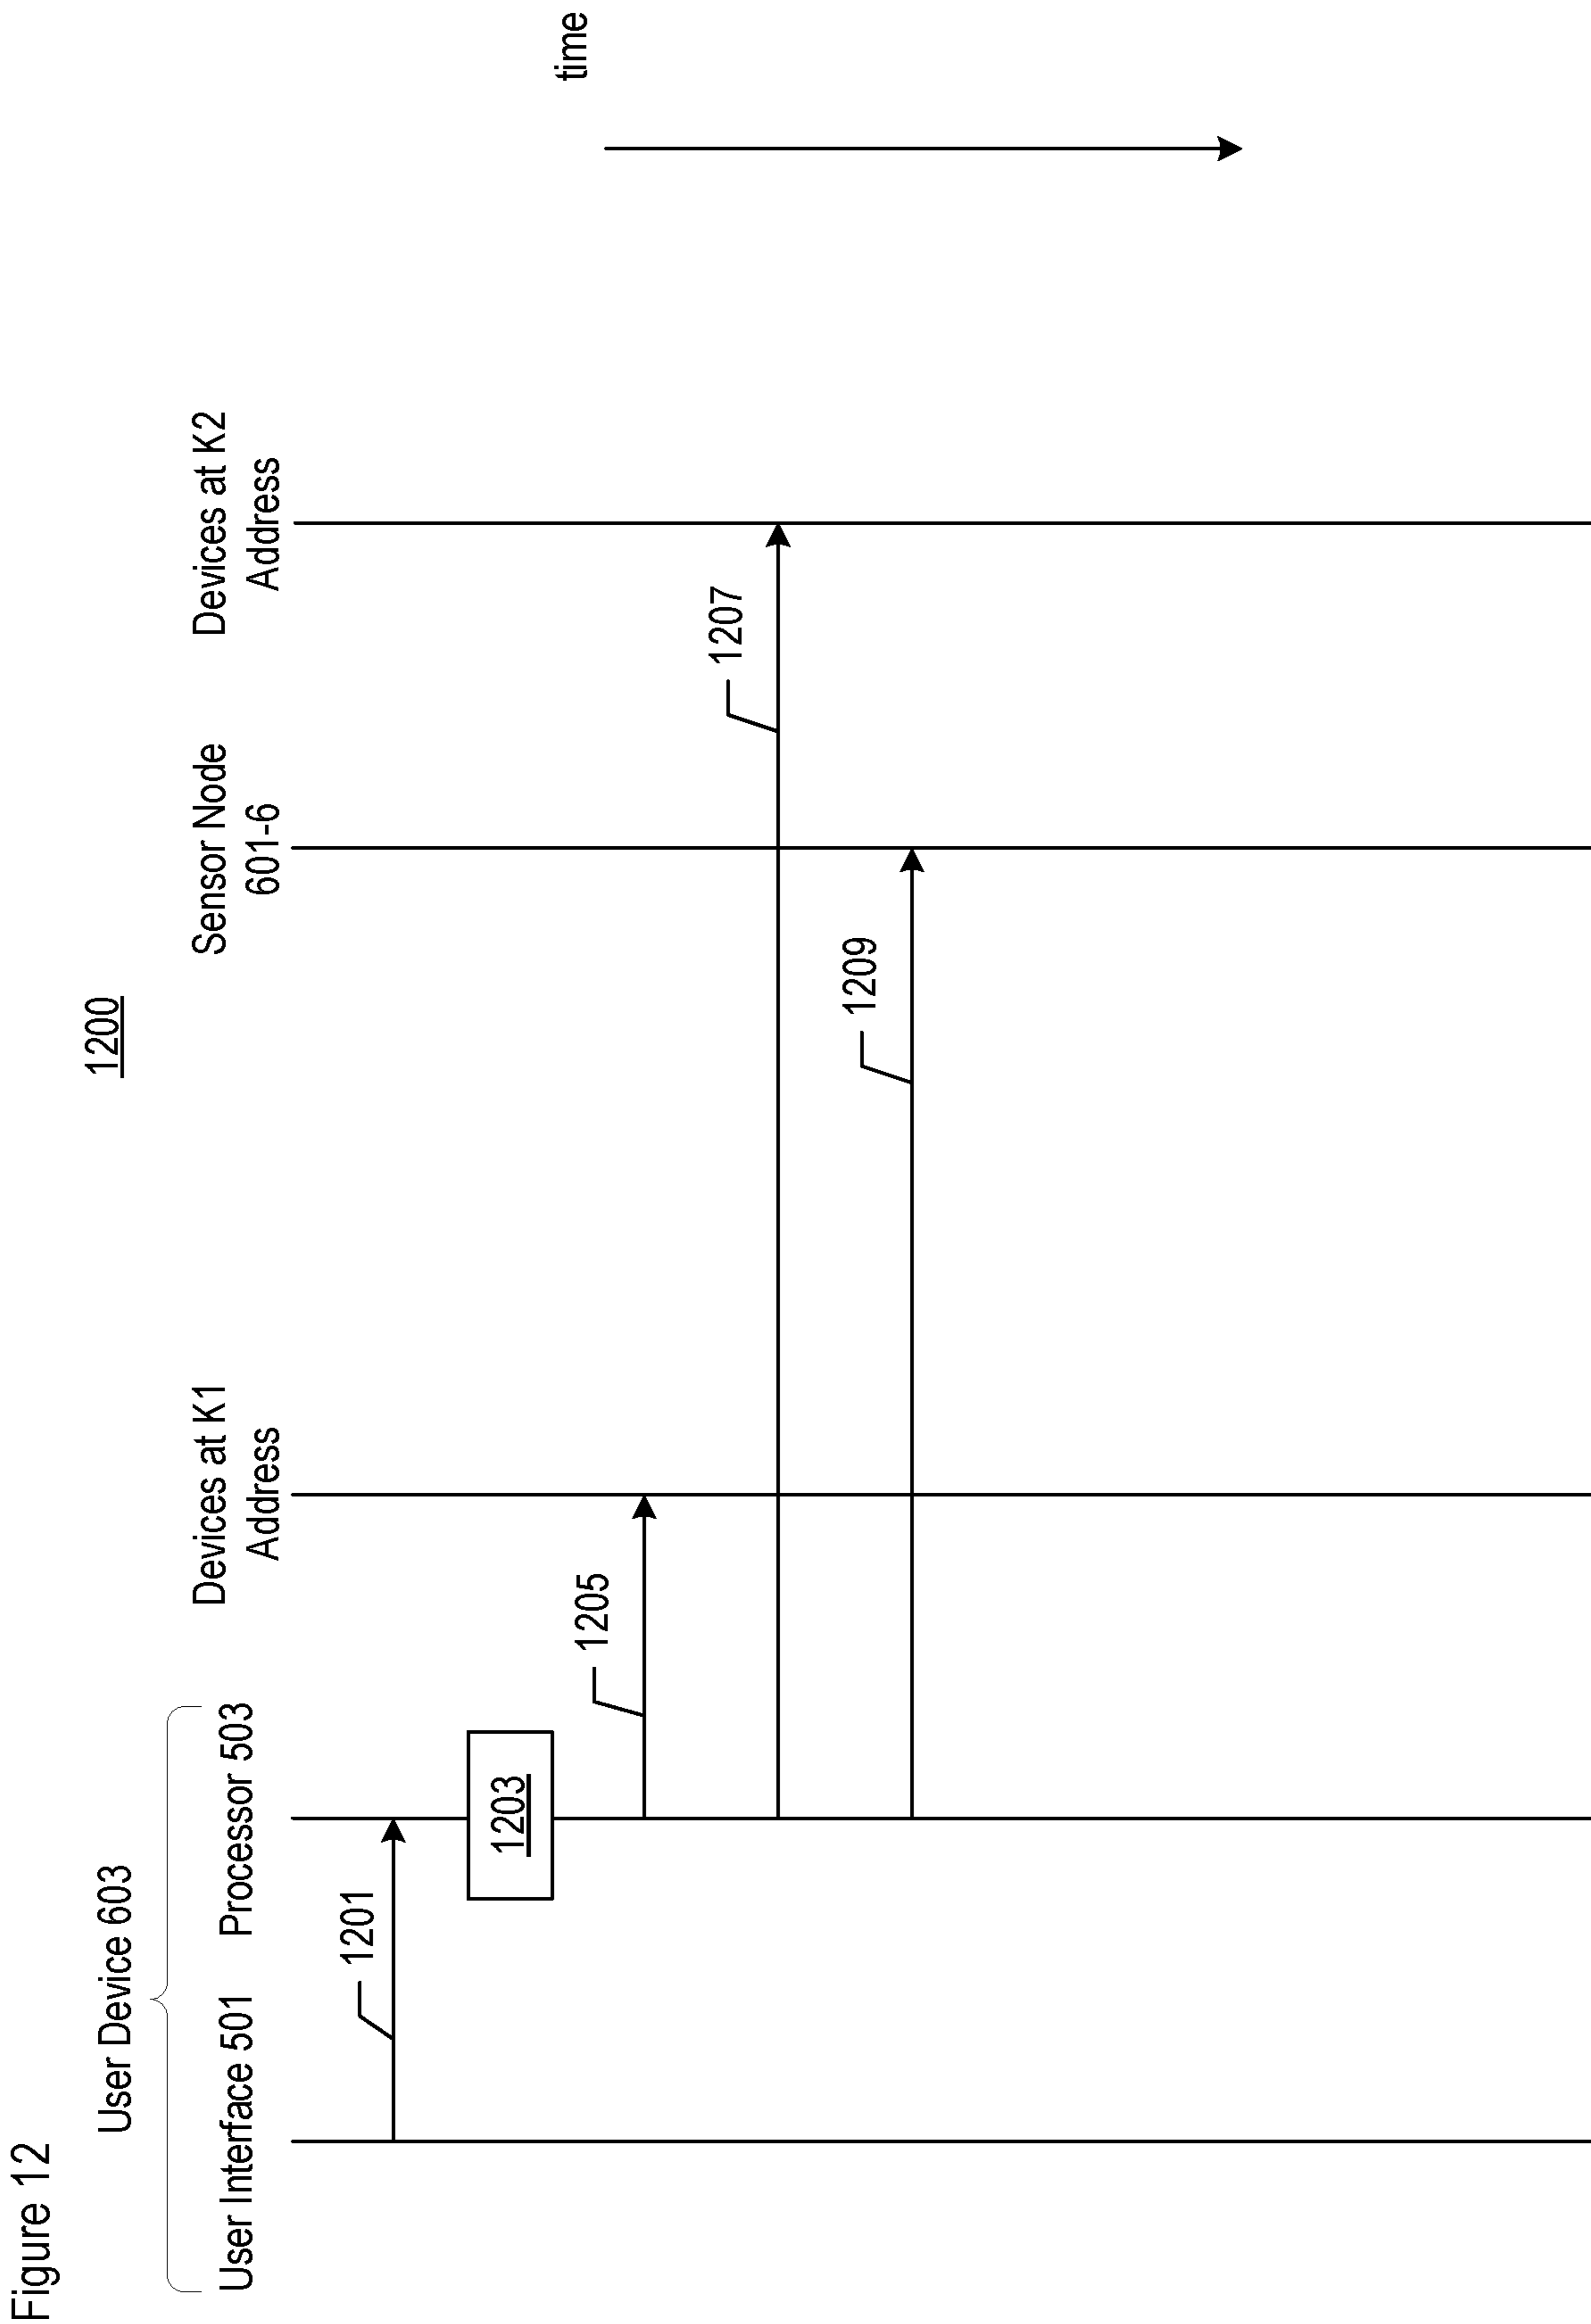 Figure 12
1200
User Device 603
User Interface 501
Processor 503
Devices at K1
Address
Sensor Node
601-6
Devices at K2
Address
time
1201
1203
1205
1207
1209